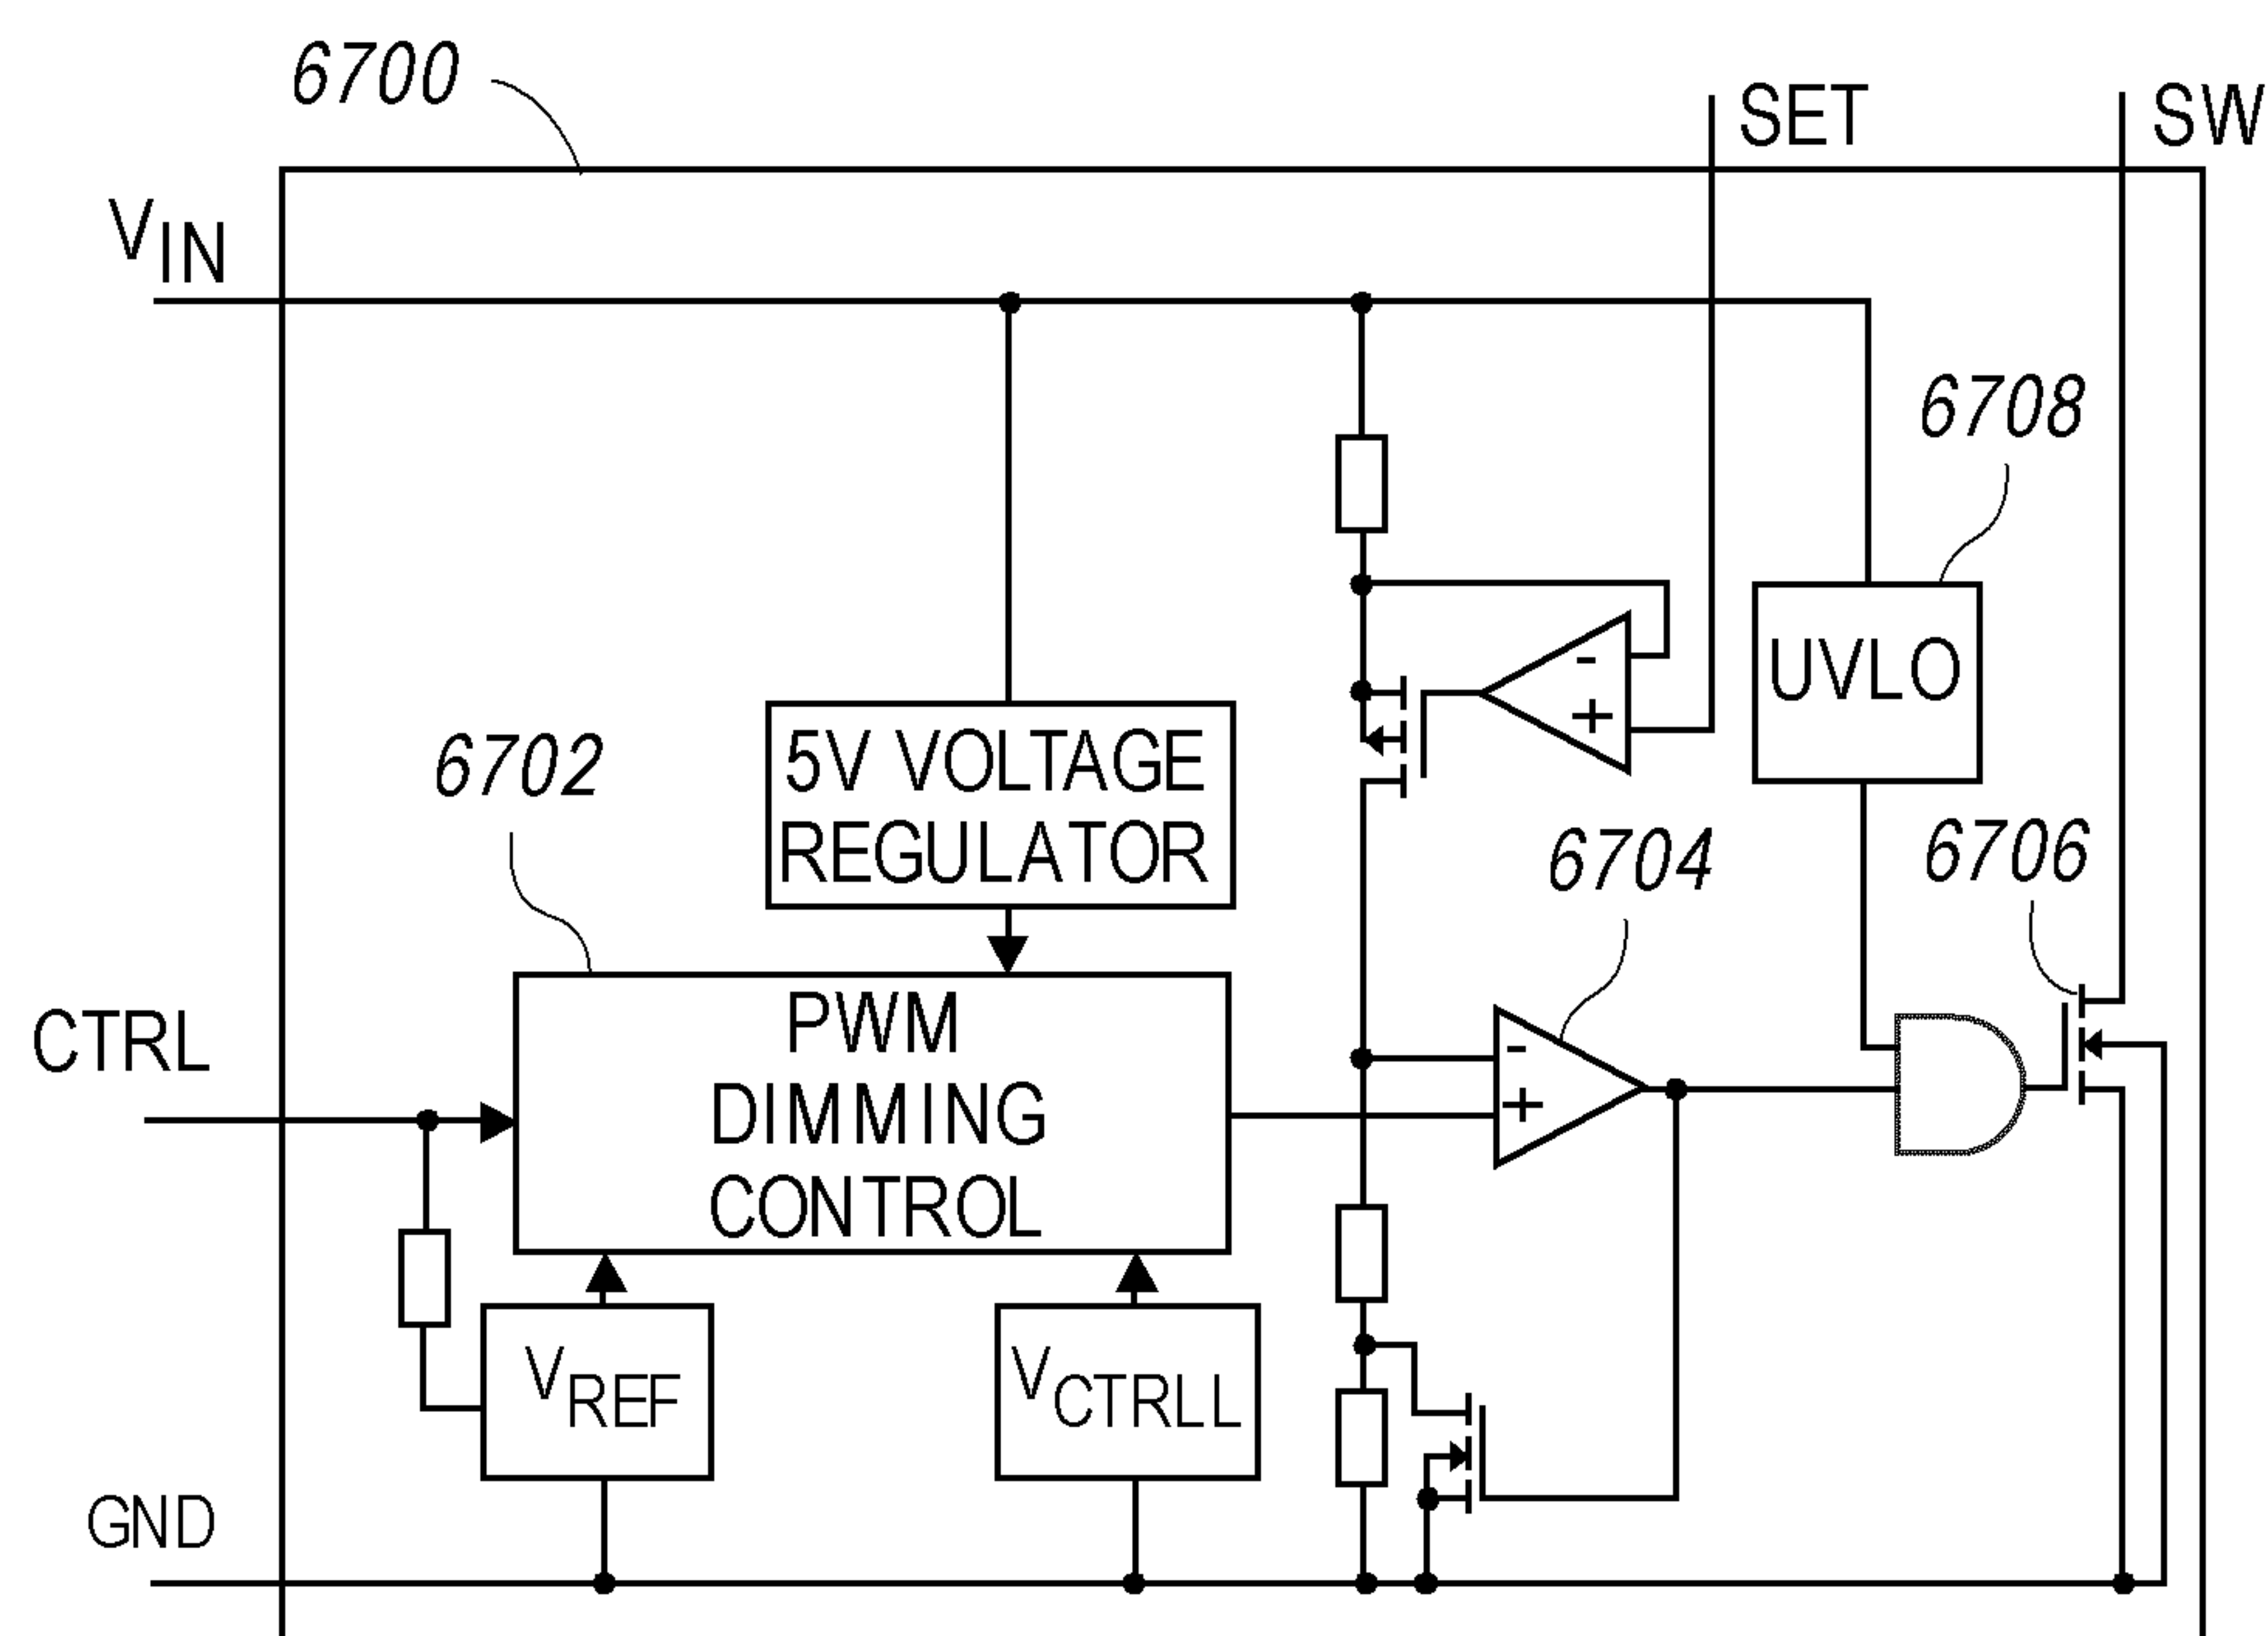 6700
SET
SW
VIN
6708
UVLO
6702
5V VOLTAGE
REGULATOR
6704
6706
-
+
CTRL
PWM
DIMMING
CONTROL
-
+
VREF
VCTRLL
GND